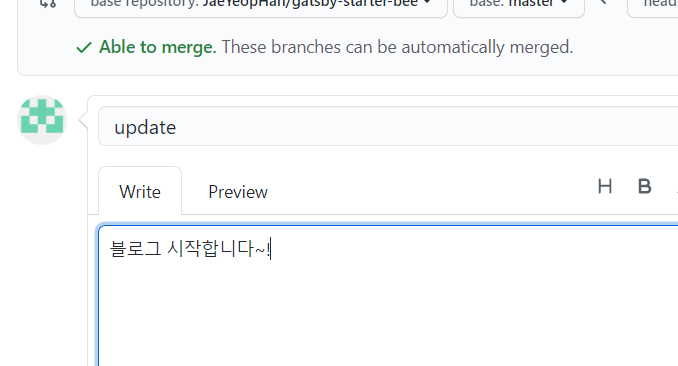 base repository: JaeYeopHan/gatsby-starter-bee base: master head
Able to merge. These branches can be automatically merged.
update
Write Preview H B
블로그 시작합니다~!